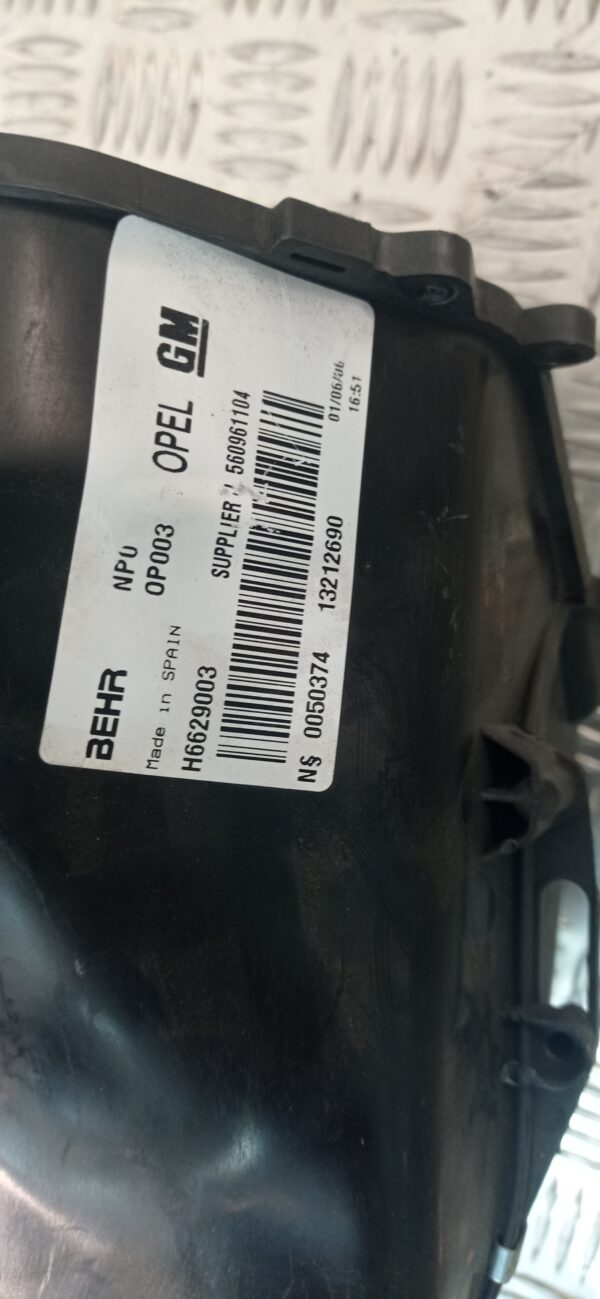 BEHR
NPU
OP003
OPEL
GM
Made in SPAIN
H6629003
SUPPLIER 560961104
N$ 0050374 13212690
01/06/06
16:51